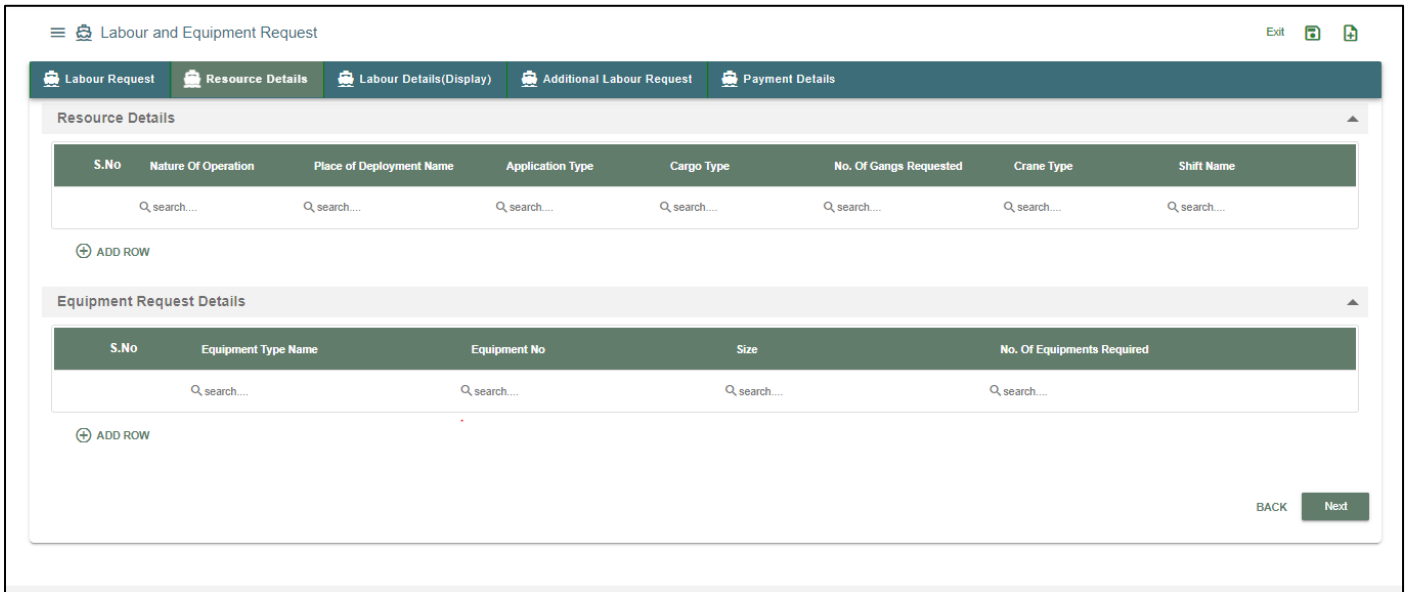 Labour and Equipment Request Exit
Labour Request Resource Details Labour Details(Display) Additional Labour Request Payment Details
Resource Details
S.No Nature Of Operation Place of Deployment Name Application Type Cargo Type No. Of Gangs Requested Crane Type Shift Name
search.... search.... search.... search.... search.... search.... search....
ADD ROW
Equipment Request Details
S.No Equipment Type Name Equipment No Size No. Of Equipments Required
search.... search.... search.... search....
ADD ROW
BACK Next